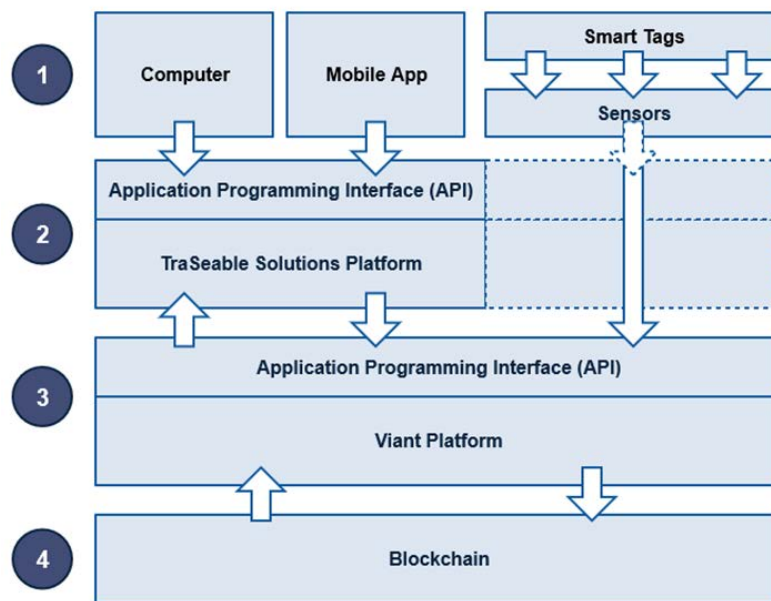 1
Computer
Mobile App
Smart Tags
Sensors
2
Application Programming Interface (API)
TraSeable Solutions Platform
3
Application Programming Interface (API)
Viant Platform
4
Blockchain